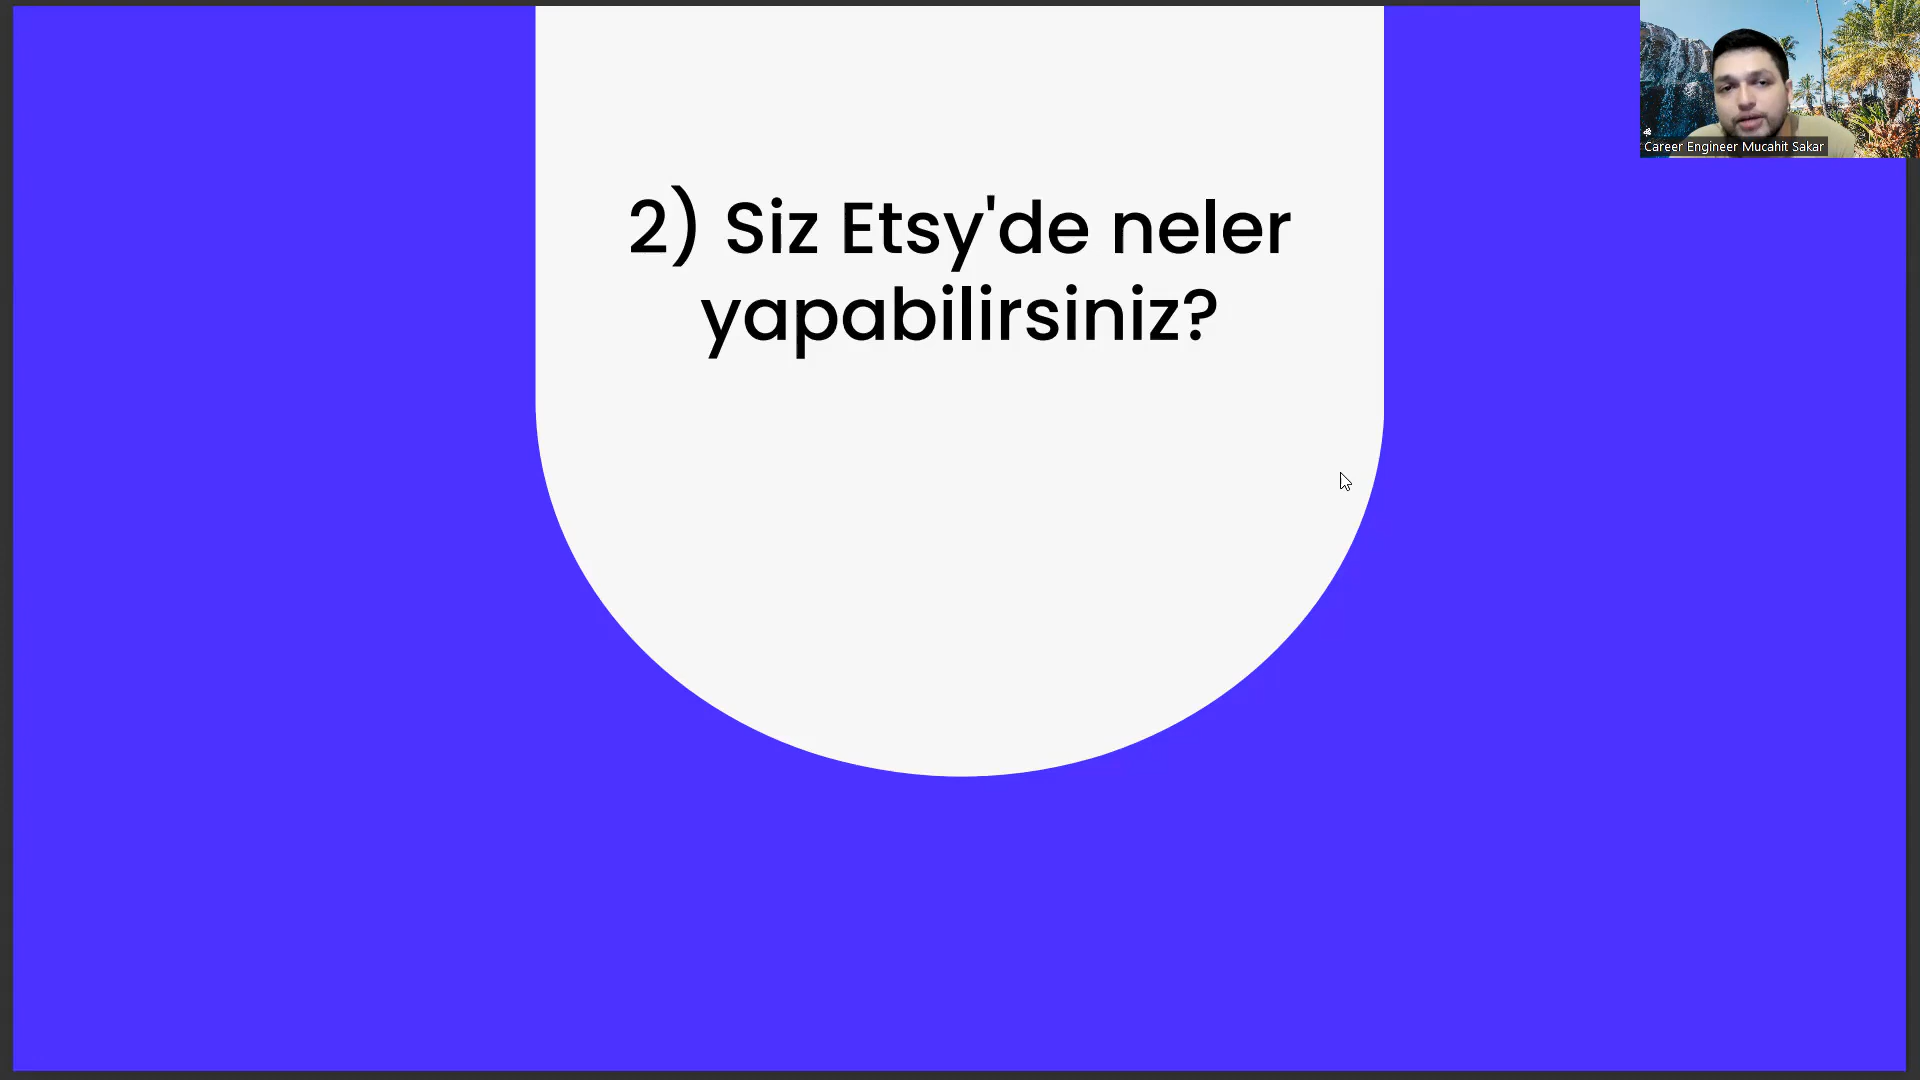 2) Siz Etsy'de neler
yapabilirsiniz?
Career Engineer Mucahit Sakar